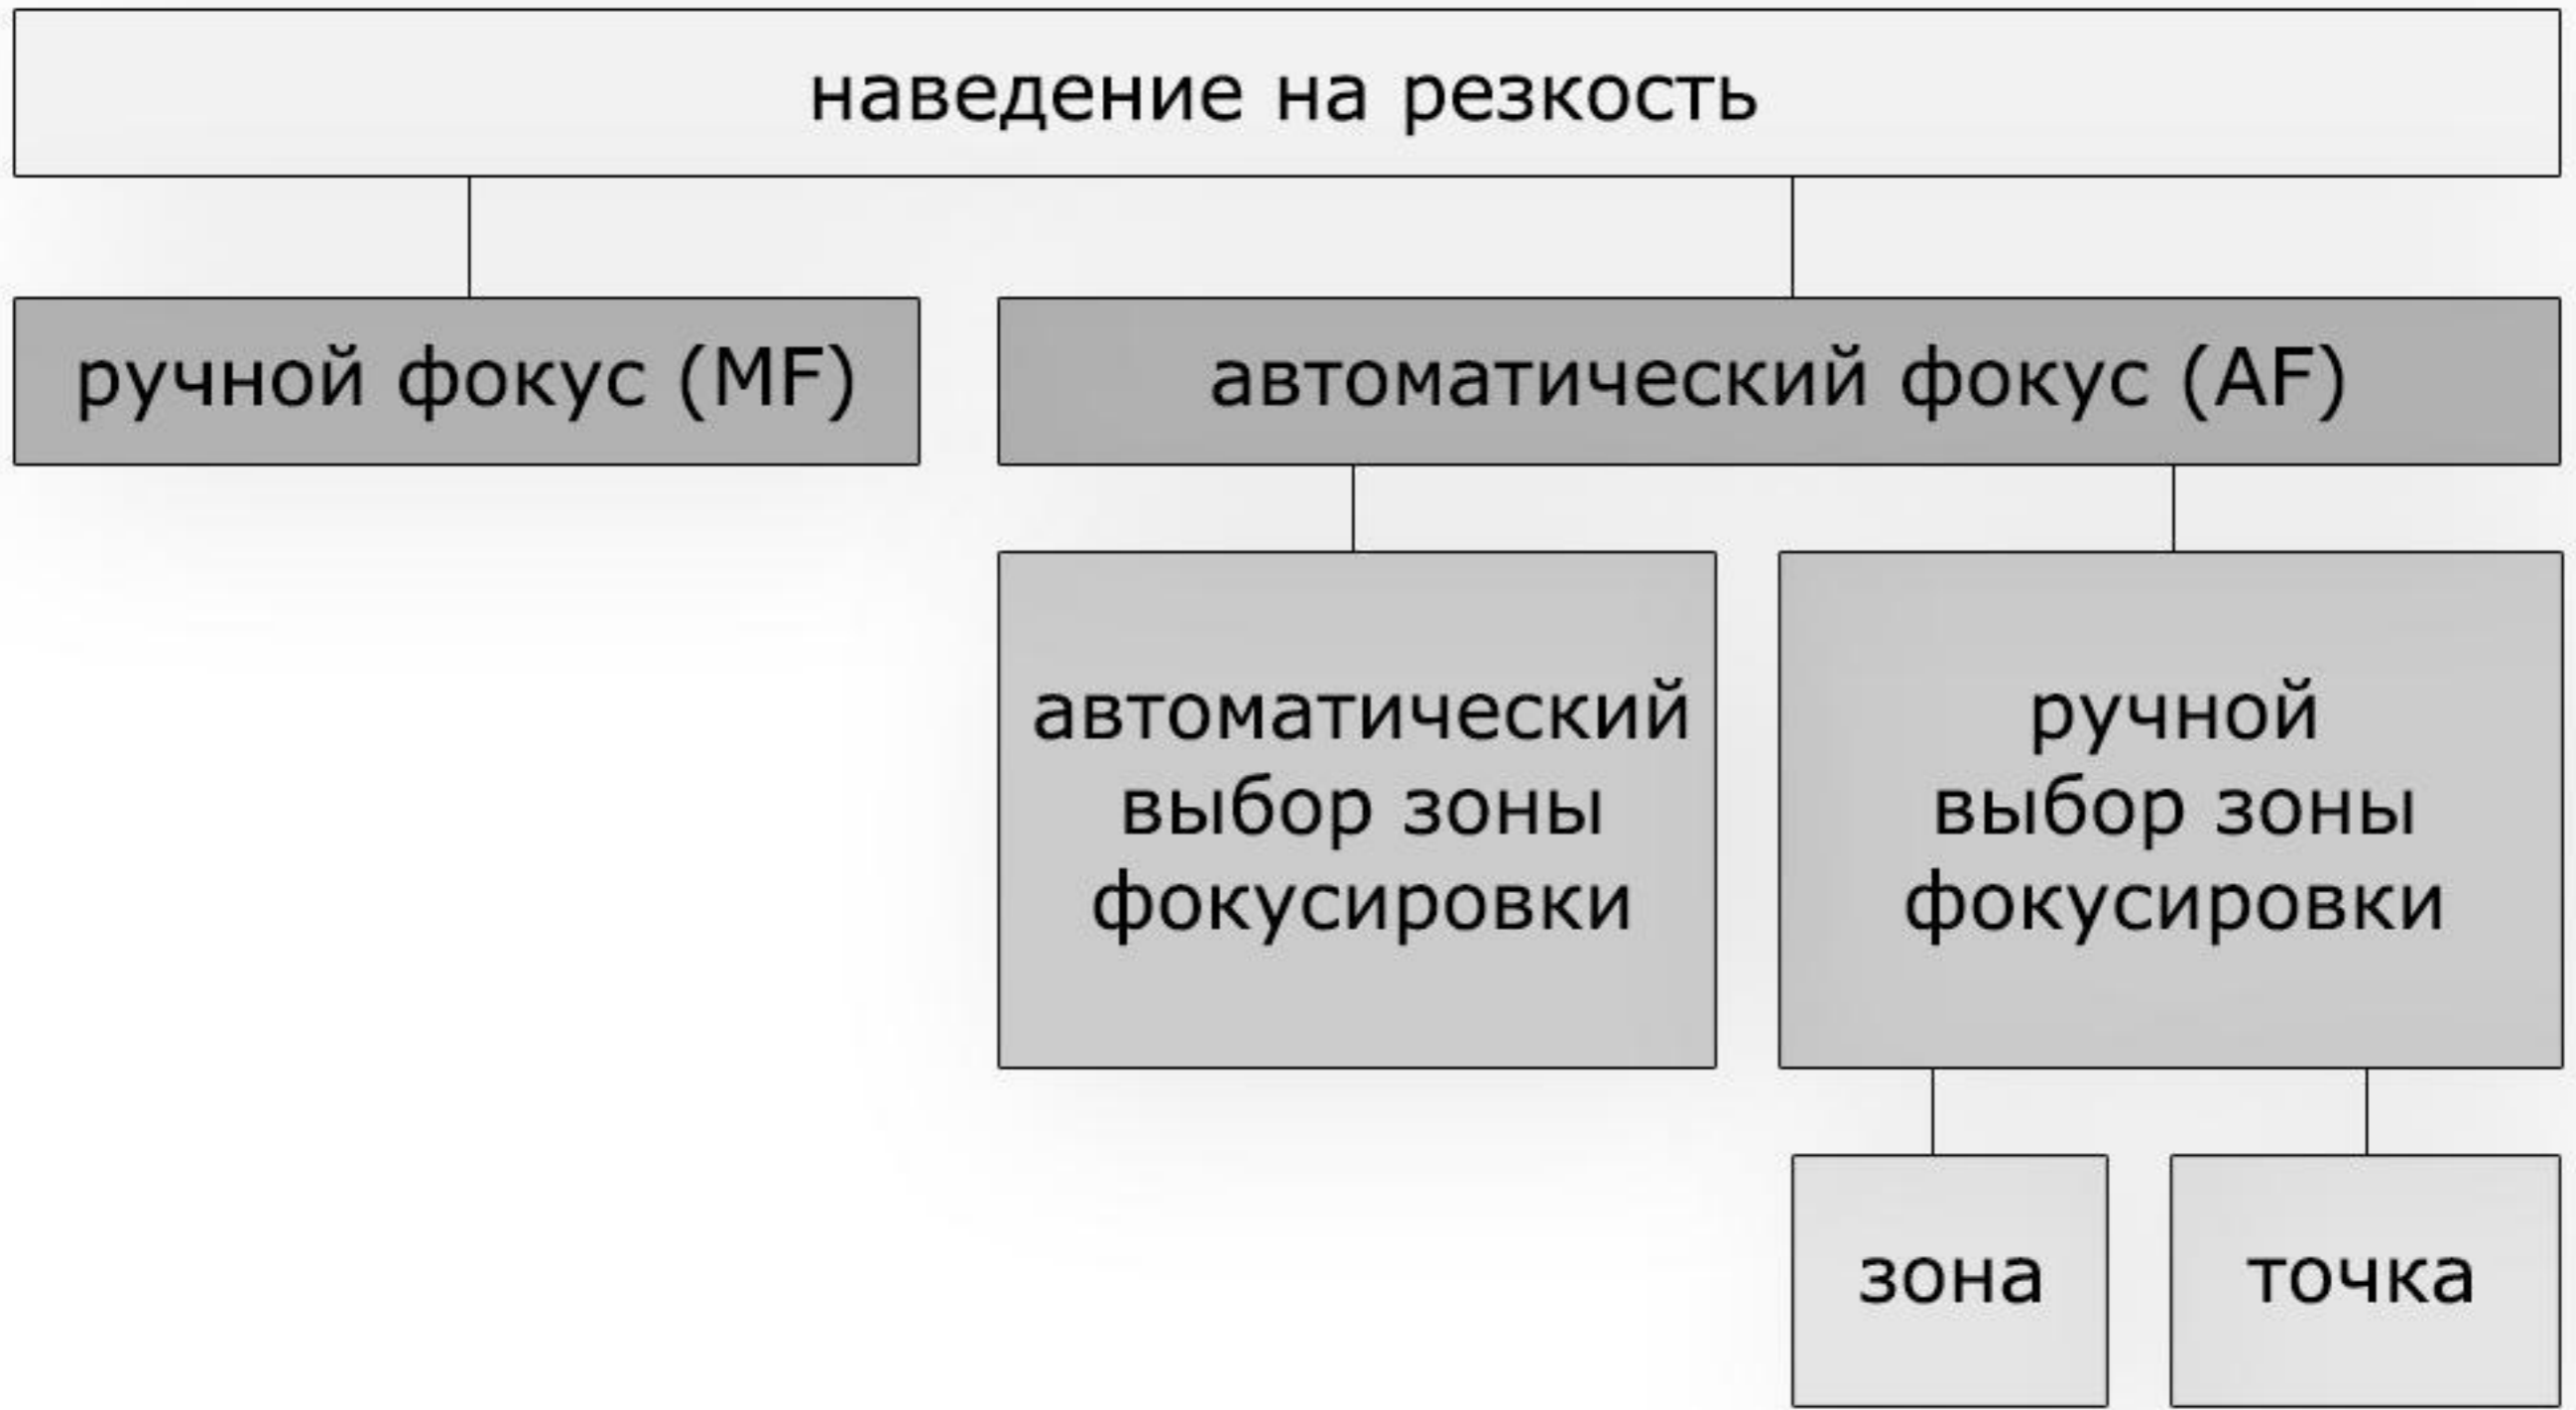 наведение на резкость
ручной фокус (MF)
автоматический фокус (AF)
автоматический
выбор зоны
фокусировки
ручной
выбор зоны
фокусировки
зона
точка